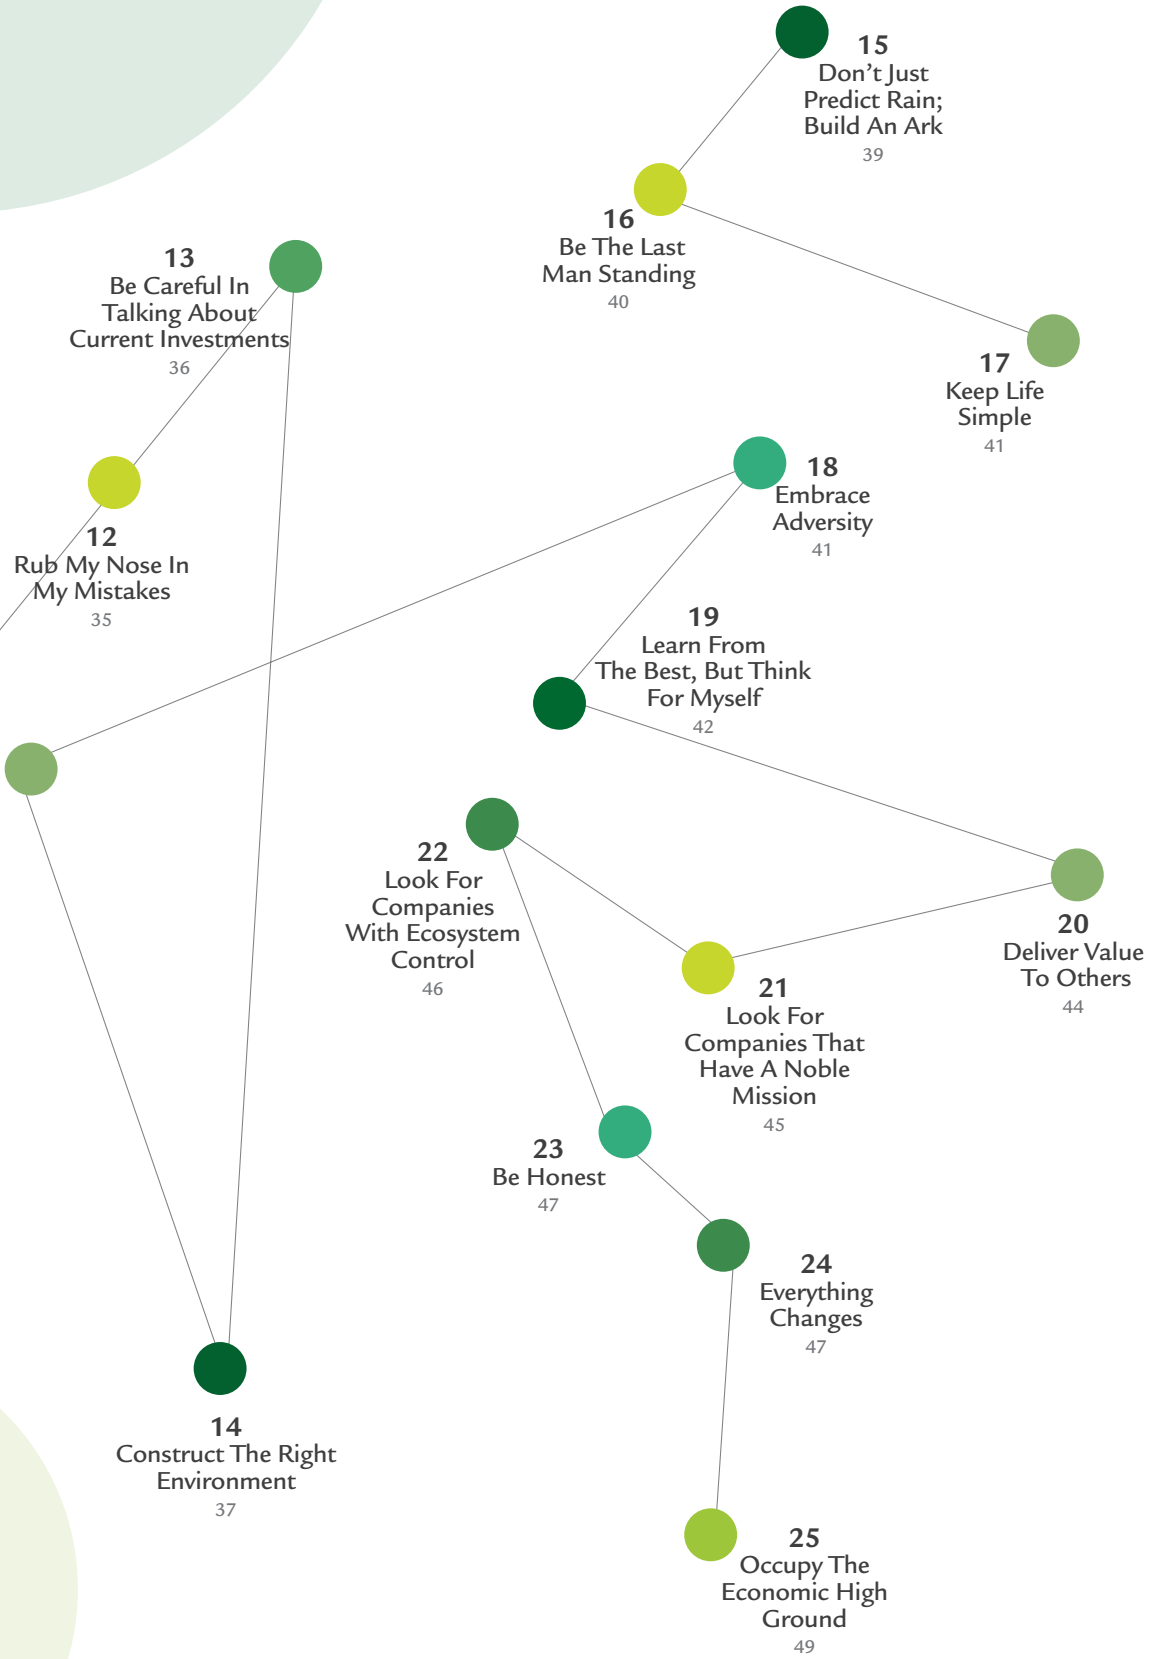 15
Don’t Just
Predict Rain;
Build An Ark
39
16
Be The Last
Man Standing
40
13
Be Careful In
Talking About
Current Investments
36
17
Keep Life
Simple
41
18
Embrace
Adversity
41
12
Rub My Nose In
My Mistakes
35
19
Learn From
The Best, But Think
For Myself
42
22
Look For
Companies
With Ecosystem
Control
46
20
Deliver Value
To Others
44
21
Look For
Companies That
Have A Noble
Mission
45
23
Be Honest
47
24
Everything
Changes
47
14
Construct The Right
Environment
37
25
Occupy The
Economic High
Ground
49